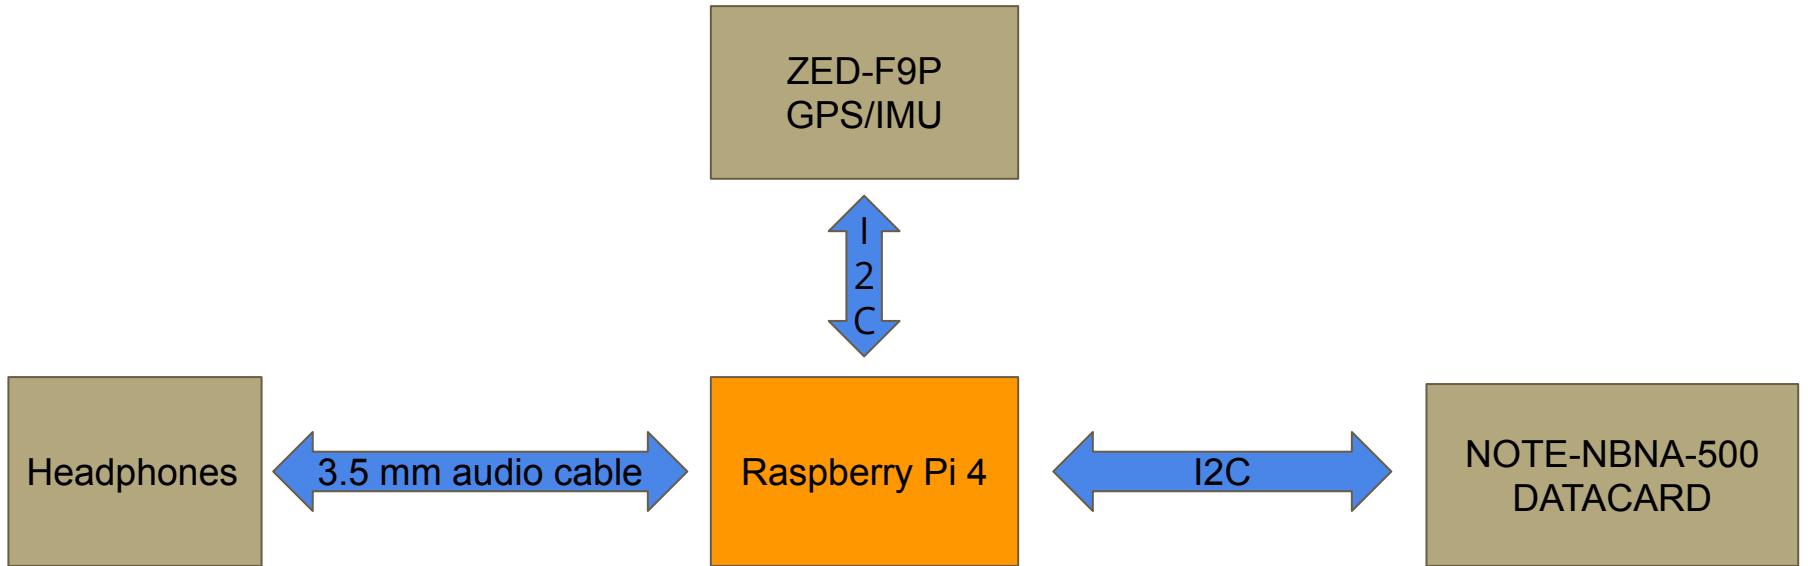 ZED-F9P
GPS/IMU
I
2
C
Headphones
3.5 mm audio cable
Raspberry Pi 4
I2C
NOTE-NBNA-500
DATACARD